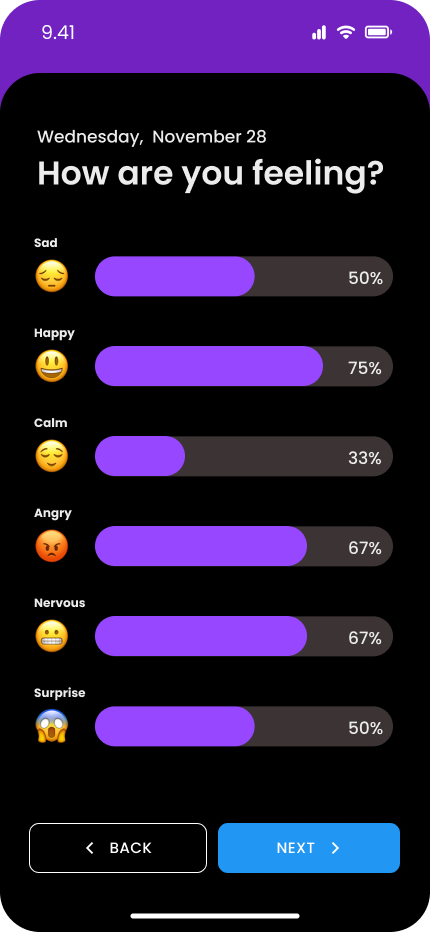 9.41
Wednesday,  November 28
How are you feeling?
Sad
50%
Happy
75%
Calm
33%
Angry
67%
Nervous
67%
Surprise
50%
BACK
NEXT